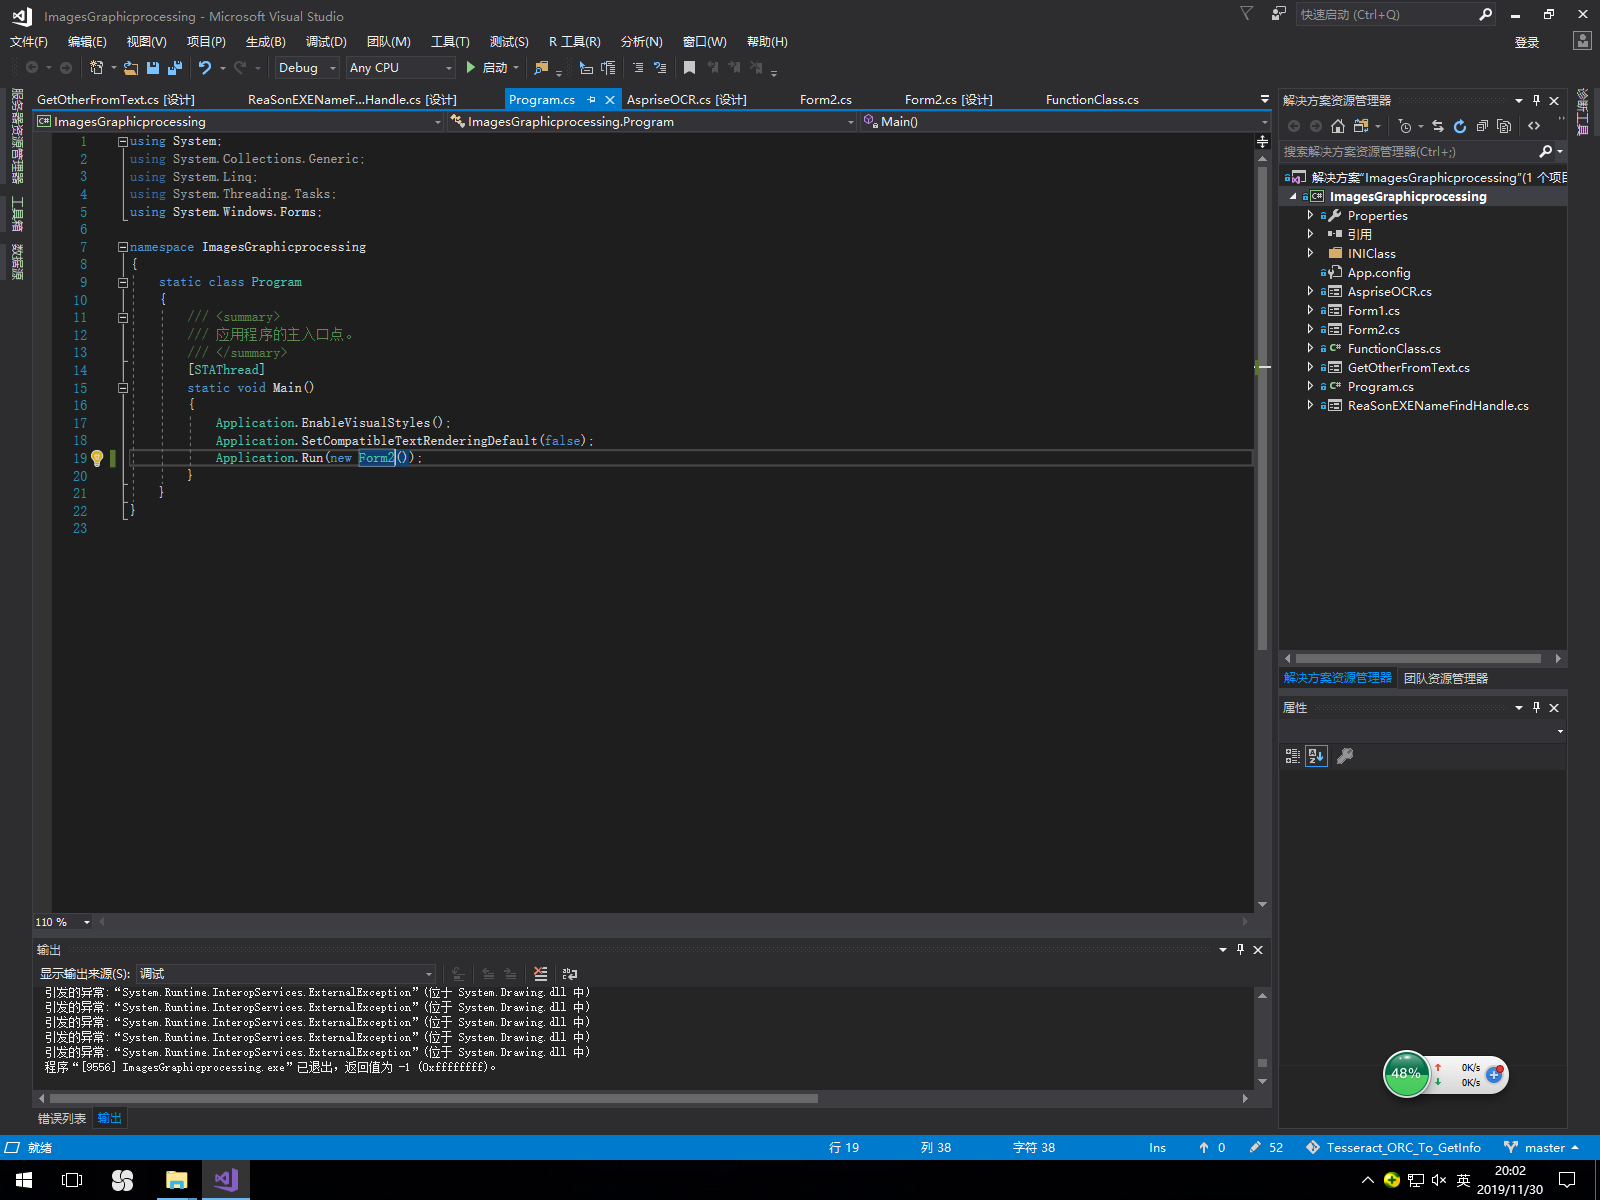 ImagesGraphicprocessing - Microsoft Visual Studio
快速启动 (Ctrl+Q)
文件(F) 编辑(E) 视图(V) 项目(P) 生成(B) 调试(D) 团队(M) 工具(T) 测试(S) R 工具(R) 分析(N) 窗口(W) 帮助(H)
登录
Debug Any CPU 启动
服务器资源管理器
工具箱
数据源
GetOtherFromText.cs [设计] ReaSonEXENameF...Handle.cs [设计] Program.cs AspriseOCR.cs [设计] Form2.cs Form2.cs [设计] FunctionClass.cs
ImagesGraphicprocessing ImagesGraphicprocessing.Program Main()
1 using System;
2 using System.Collections.Generic;
3 using System.Linq;
4 using System.Threading.Tasks;
5 using System.Windows.Forms;
6
7 namespace ImagesGraphicprocessing
8 {
9 static class Program
10 {
11 /// <summary>
12 /// 应用程序的主入口点。
13 /// </summary>
14 [STAThread]
15 static void Main()
16 {
17 Application.EnableVisualStyles();
18 Application.SetCompatibleTextRenderingDefault(false);
19 Application.Run(new Form2());
20 }
21 }
22 }
23
110 %
输出
显示输出来源(S): 调试
引发的异常:“System.Runtime.InteropServices.ExternalException”(位于 System.Drawing.dll 中)
引发的异常:“System.Runtime.InteropServices.ExternalException”(位于 System.Drawing.dll 中)
引发的异常:“System.Runtime.InteropServices.ExternalException”(位于 System.Drawing.dll 中)
引发的异常:“System.Runtime.InteropServices.ExternalException”(位于 System.Drawing.dll 中)
引发的异常:“System.Runtime.InteropServices.ExternalException”(位于 System.Drawing.dll 中)
程序“[9556] ImagesGraphicprocessing.exe”已退出，返回值为 -1 (0xffffffff)。
错误列表 输出
解决方案资源管理器
搜索解决方案资源管理器(Ctrl+;)
解决方案"ImagesGraphicprocessing"(1 个项目
ImagesGraphicprocessing
Properties
引用
INIClass
App.config
AspriseOCR.cs
Form1.cs
Form2.cs
FunctionClass.cs
GetOtherFromText.cs
Program.cs
ReaSonEXENameFindHandle.cs
解决方案资源管理器 团队资源管理器
属性
诊断工具
48%
0K/s
0K/s
就绪 行 19 列 38 字符 38 Ins 0 52 Tesseract_ORC_To_GetInfo master
英
20:02
2019/11/30